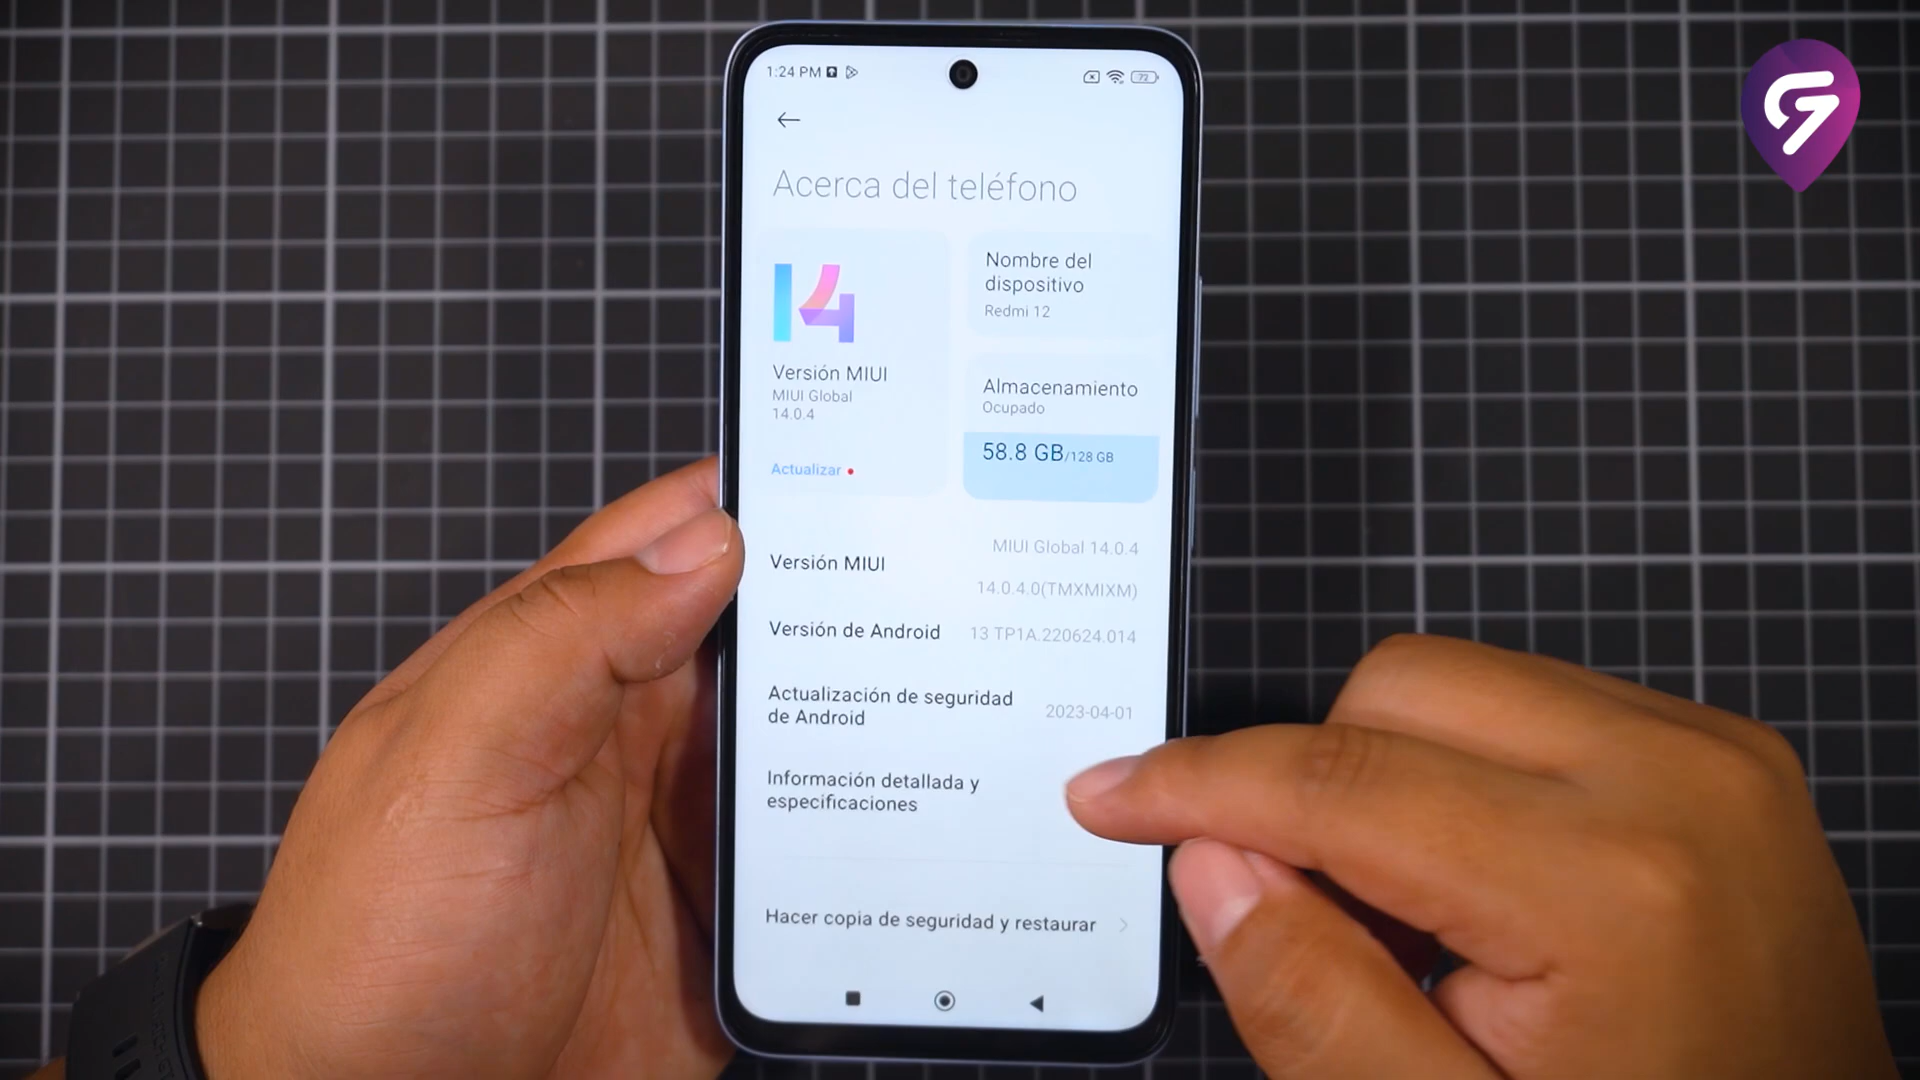 1:24 PM
72
Acerca del teléfono
14
Versión MIUI
MIUI Global
14.0.4
Actualizar
Nombre del
dispositivo
Redmi 12
Almacenamiento
Ocupado
58.8 GB/128 GB
Versión MIUI
MIUI Global 14.0.4
14.0.4.0(TMXMIXM)
Versión de Android
13 TP1A.220624.014
Actualización de seguridad
de Android
2023-04-01
Información detallada y
especificaciones
Hacer copia de seguridad y restaurar